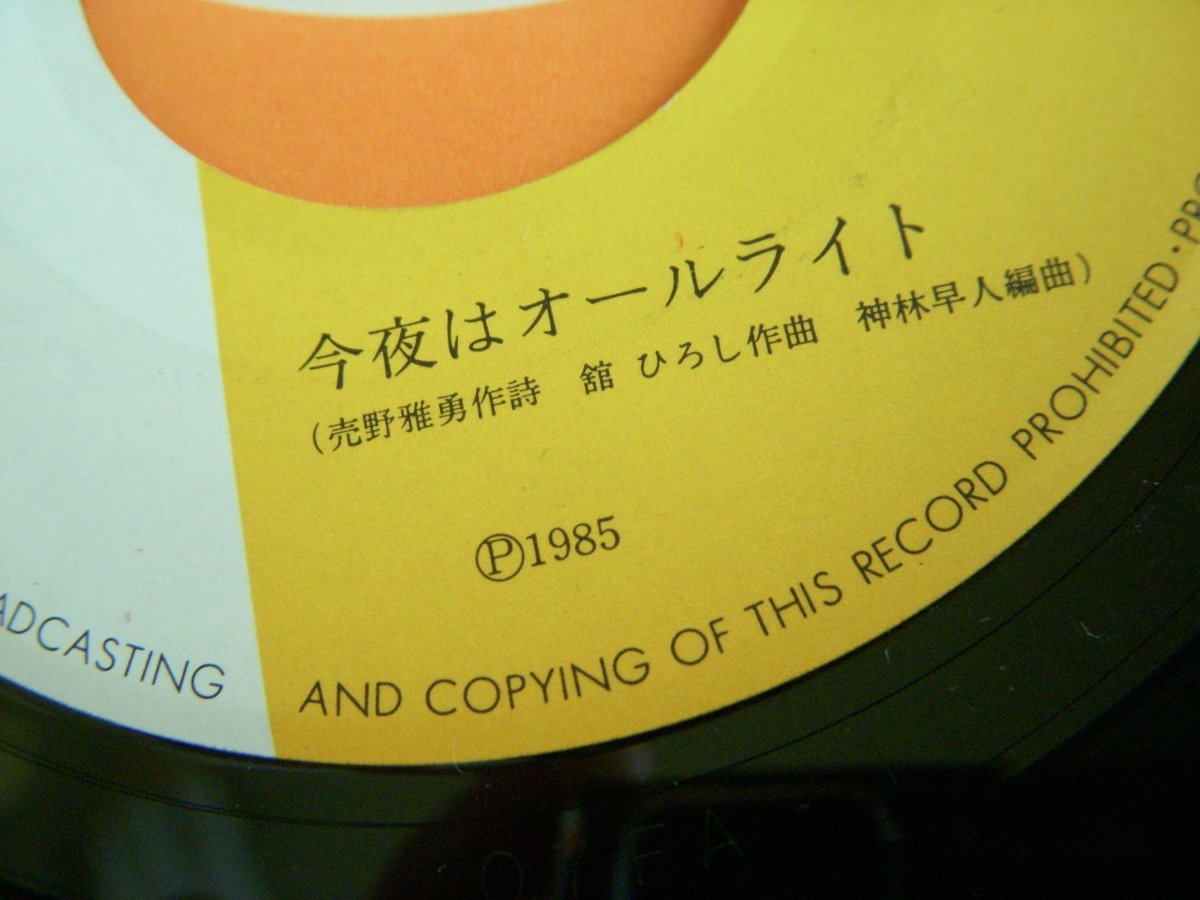 今夜はオールライト
(売野雅勇作詩 舘 ひろし作曲 神林早人編曲)
Ⓟ1985
AND COPYING OF THIS RECORD PROHIBITED・